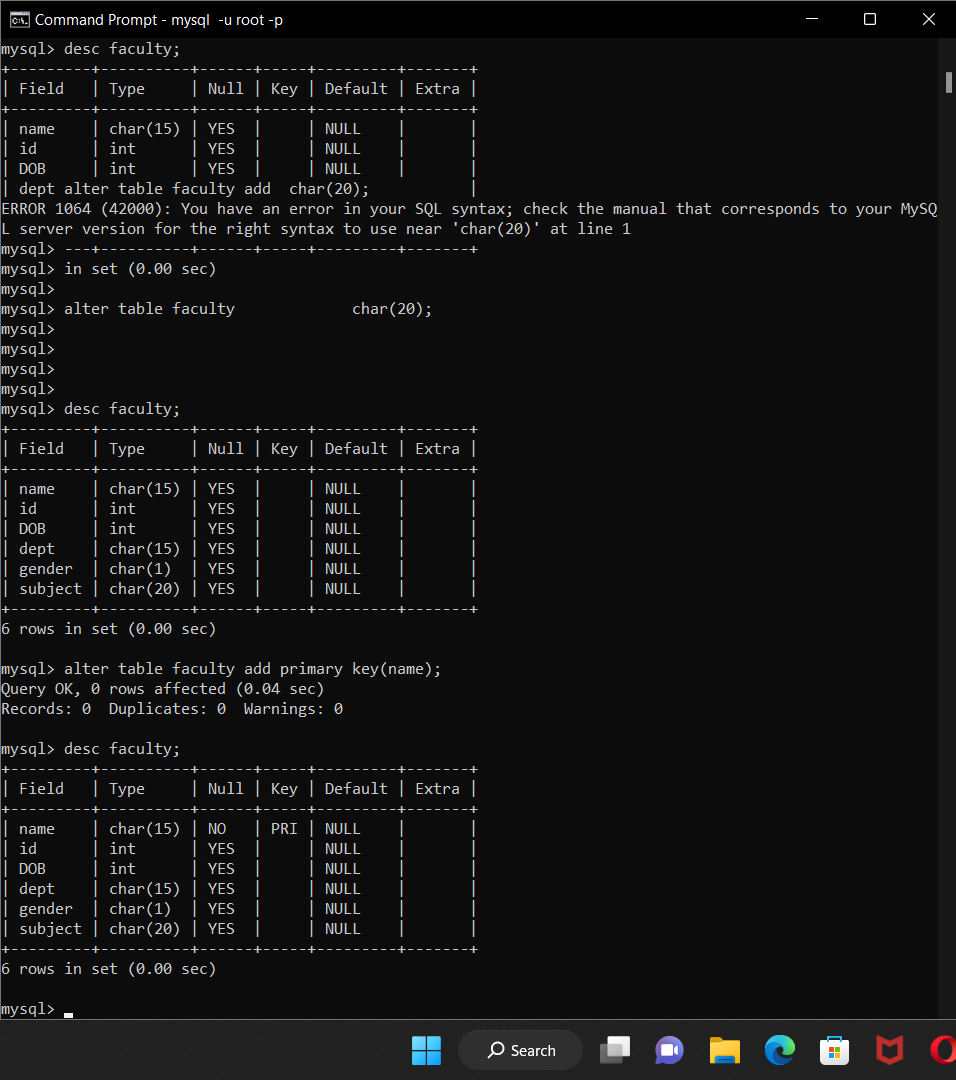 Command Prompt - mysql  -u root -p
mysql> desc faculty;
+---------+----------+------+-----+---------+-------+
| Field   | Type     | Null | Key | Default | Extra |
+---------+----------+------+-----+---------+-------+
| name    | char(15) | YES  |     | NULL    |       |
| id      | int      | YES  |     | NULL    |       |
| DOB     | int      | YES  |     | NULL    |       |
| dept alter table faculty add  char(20);           |
ERROR 1064 (42000): You have an error in your SQL syntax; check the manual that corresponds to your MySQ
L server version for the right syntax to use near 'char(20)' at line 1
mysql> ---+----------+------+-----+---------+-------+
mysql> in set (0.00 sec)
mysql>
mysql> alter table faculty             char(20);
mysql>
mysql>
mysql>
mysql>
mysql> desc faculty;
+---------+----------+------+-----+---------+-------+
| Field   | Type     | Null | Key | Default | Extra |
+---------+----------+------+-----+---------+-------+
| name    | char(15) | YES  |     | NULL    |       |
| id      | int      | YES  |     | NULL    |       |
| DOB     | int      | YES  |     | NULL    |       |
| dept    | char(15) | YES  |     | NULL    |       |
| gender  | char(1)  | YES  |     | NULL    |       |
| subject | char(20) | YES  |     | NULL    |       |
+---------+----------+------+-----+---------+-------+
6 rows in set (0.00 sec)
mysql> alter table faculty add primary key(name);
Query OK, 0 rows affected (0.04 sec)
Records: 0  Duplicates: 0  Warnings: 0
mysql> desc faculty;
+---------+----------+------+-----+---------+-------+
| Field   | Type     | Null | Key | Default | Extra |
+---------+----------+------+-----+---------+-------+
| name    | char(15) | NO   | PRI | NULL    |       |
| id      | int      | YES  |     | NULL    |       |
| DOB     | int      | YES  |     | NULL    |       |
| dept    | char(15) | YES  |     | NULL    |       |
| gender  | char(1)  | YES  |     | NULL    |       |
| subject | char(20) | YES  |     | NULL    |       |
+---------+----------+------+-----+---------+-------+
6 rows in set (0.00 sec)
mysql>
Search